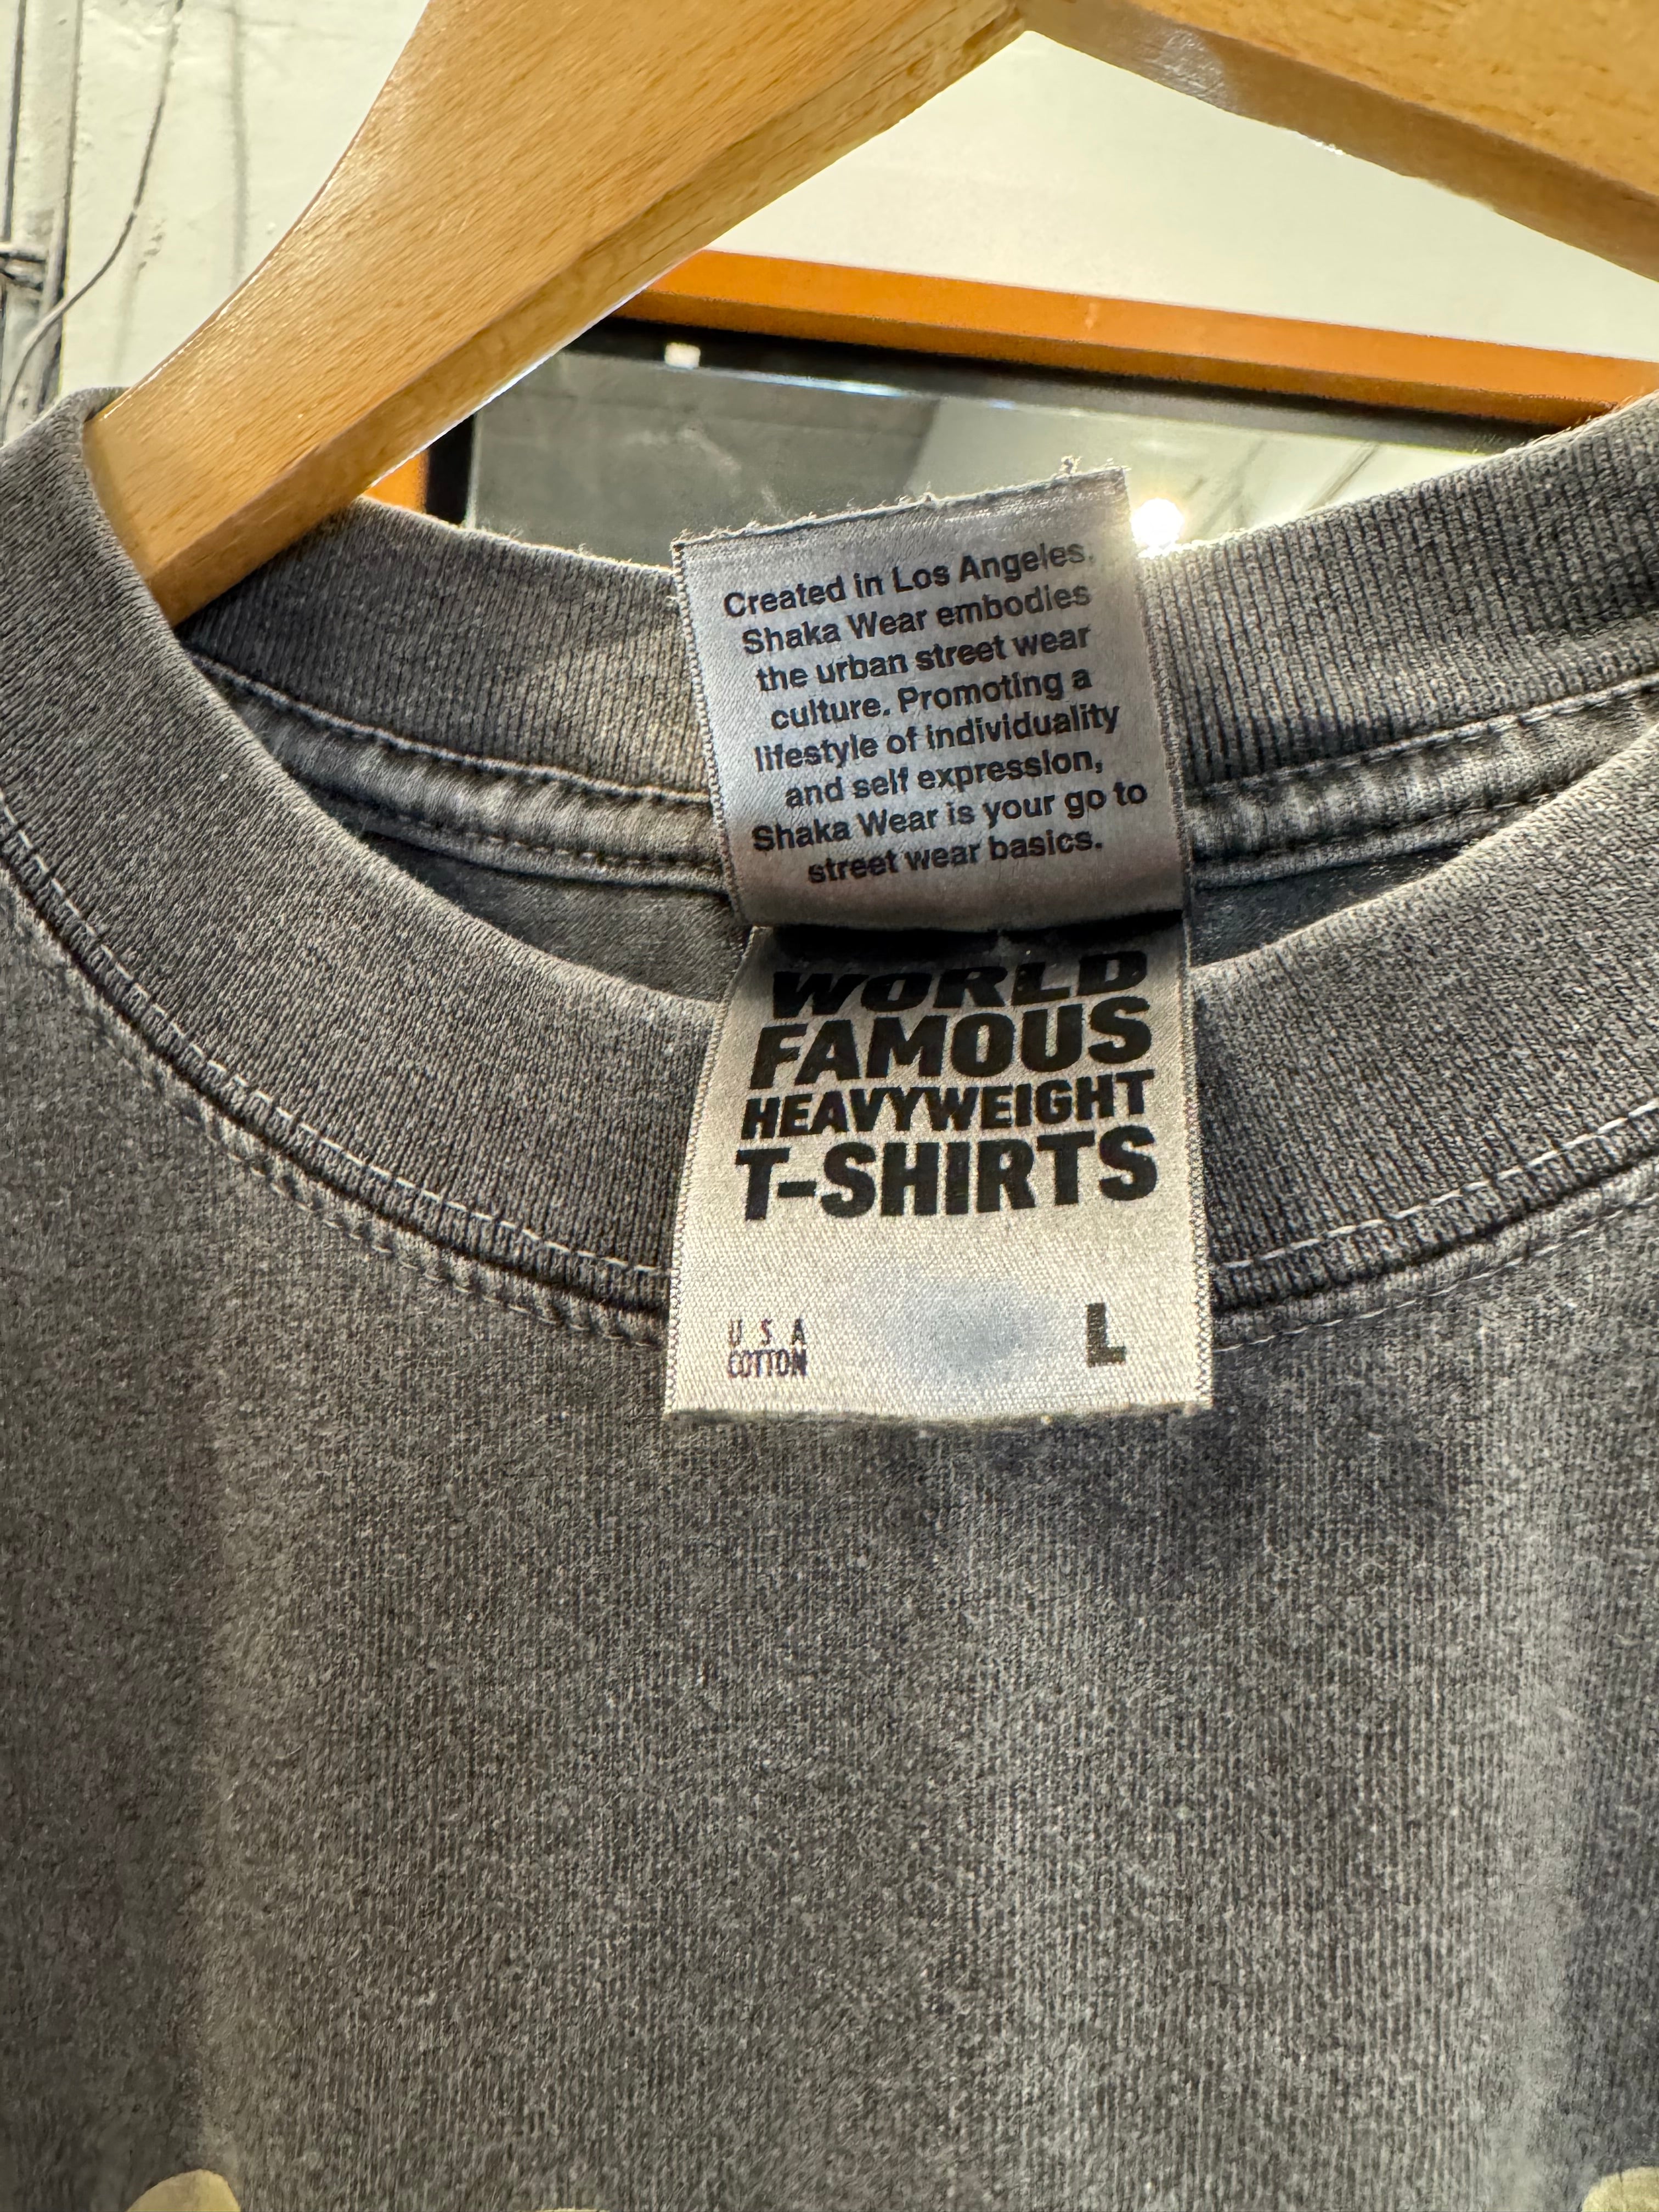 Created in Los Angeles.
Shaka Wear embodies
the urban street wear
culture. Promoting a
lifestyle of individuality
and self expression,
Shaka Wear is your go to
street wear basics.
WORLD
FAMOUS
HEAVYWEIGHT
T-SHIRTS
U S A
COTTON
L